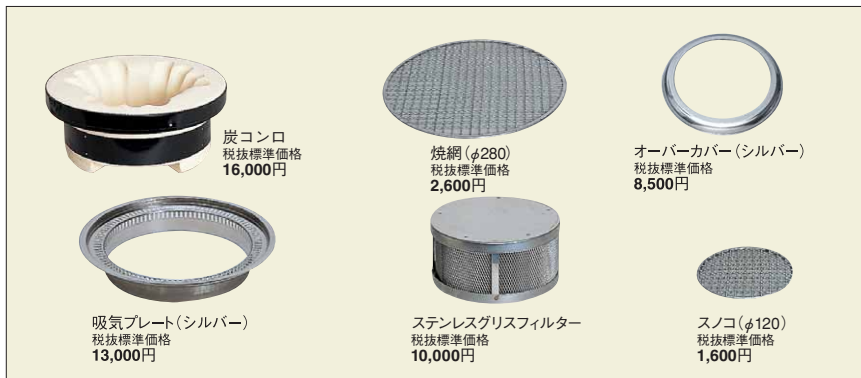 炭コンロ
税抜標準価格
16,000円
焼網(φ280)
税抜標準価格
2,600円
オーバーカバー(シルバー)
税抜標準価格
8,500円
吸気プレート(シルバー)
税抜標準価格
13,000円
ステンレスグリスフィルター
税抜標準価格
10,000円
スノコ(φ120)
税抜標準価格
1,600円